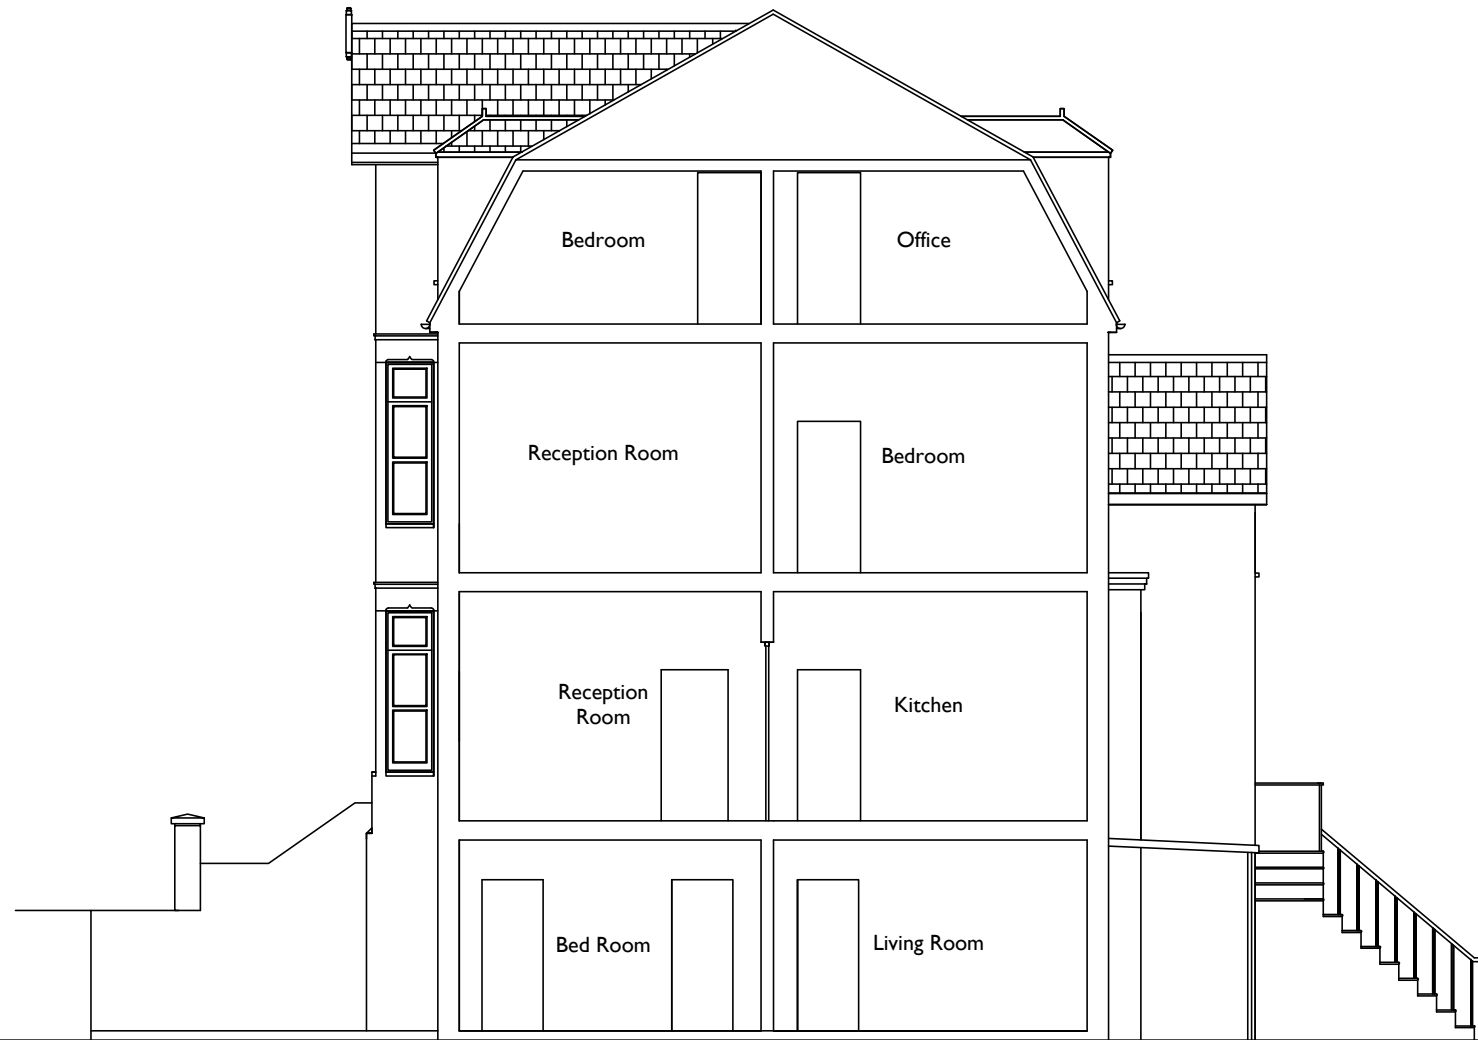 Bedroom
Office
Reception Room
Bedroom
Reception
Room
Kitchen
Bed Room
Living Room